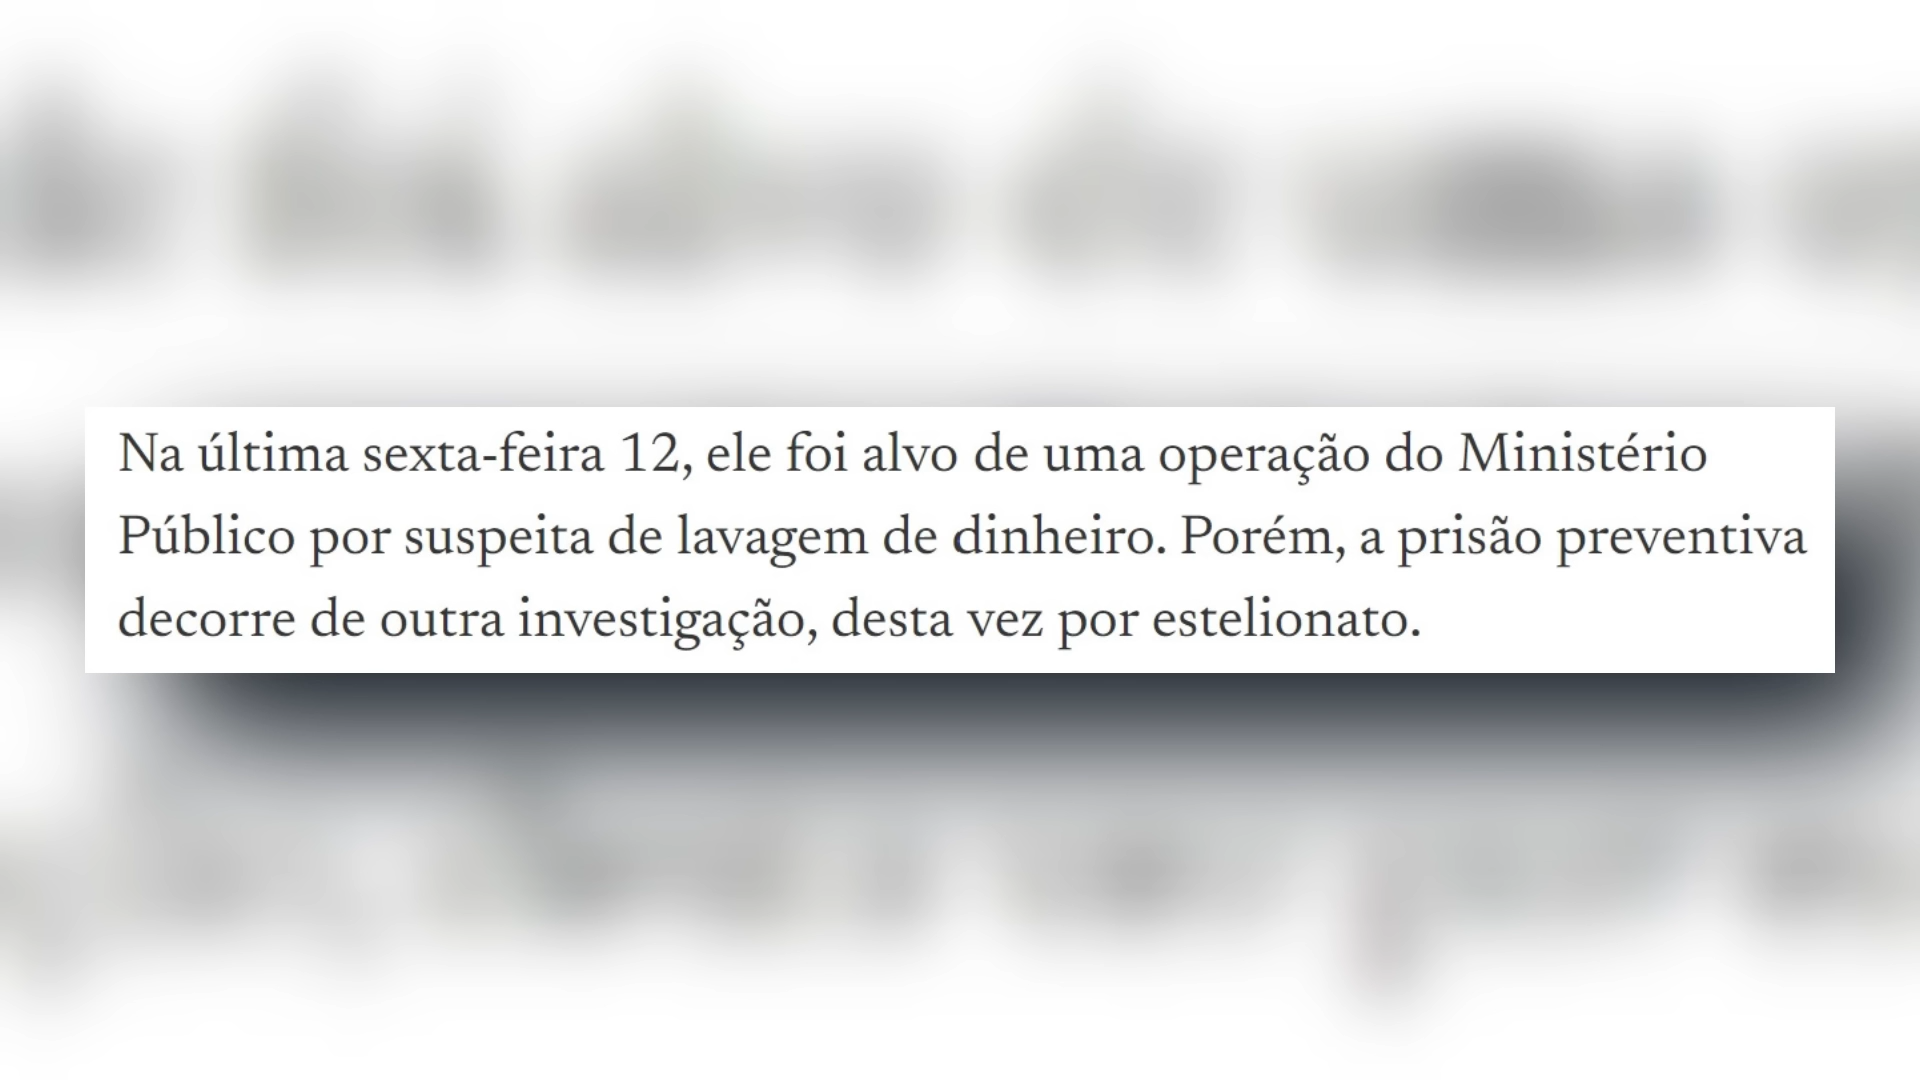 Na última sexta-feira 12, ele foi alvo de uma operação do Ministério
Público por suspeita de lavagem de dinheiro. Porém, a prisão preventiva
decorre de outra investigação, desta vez por estelionato.